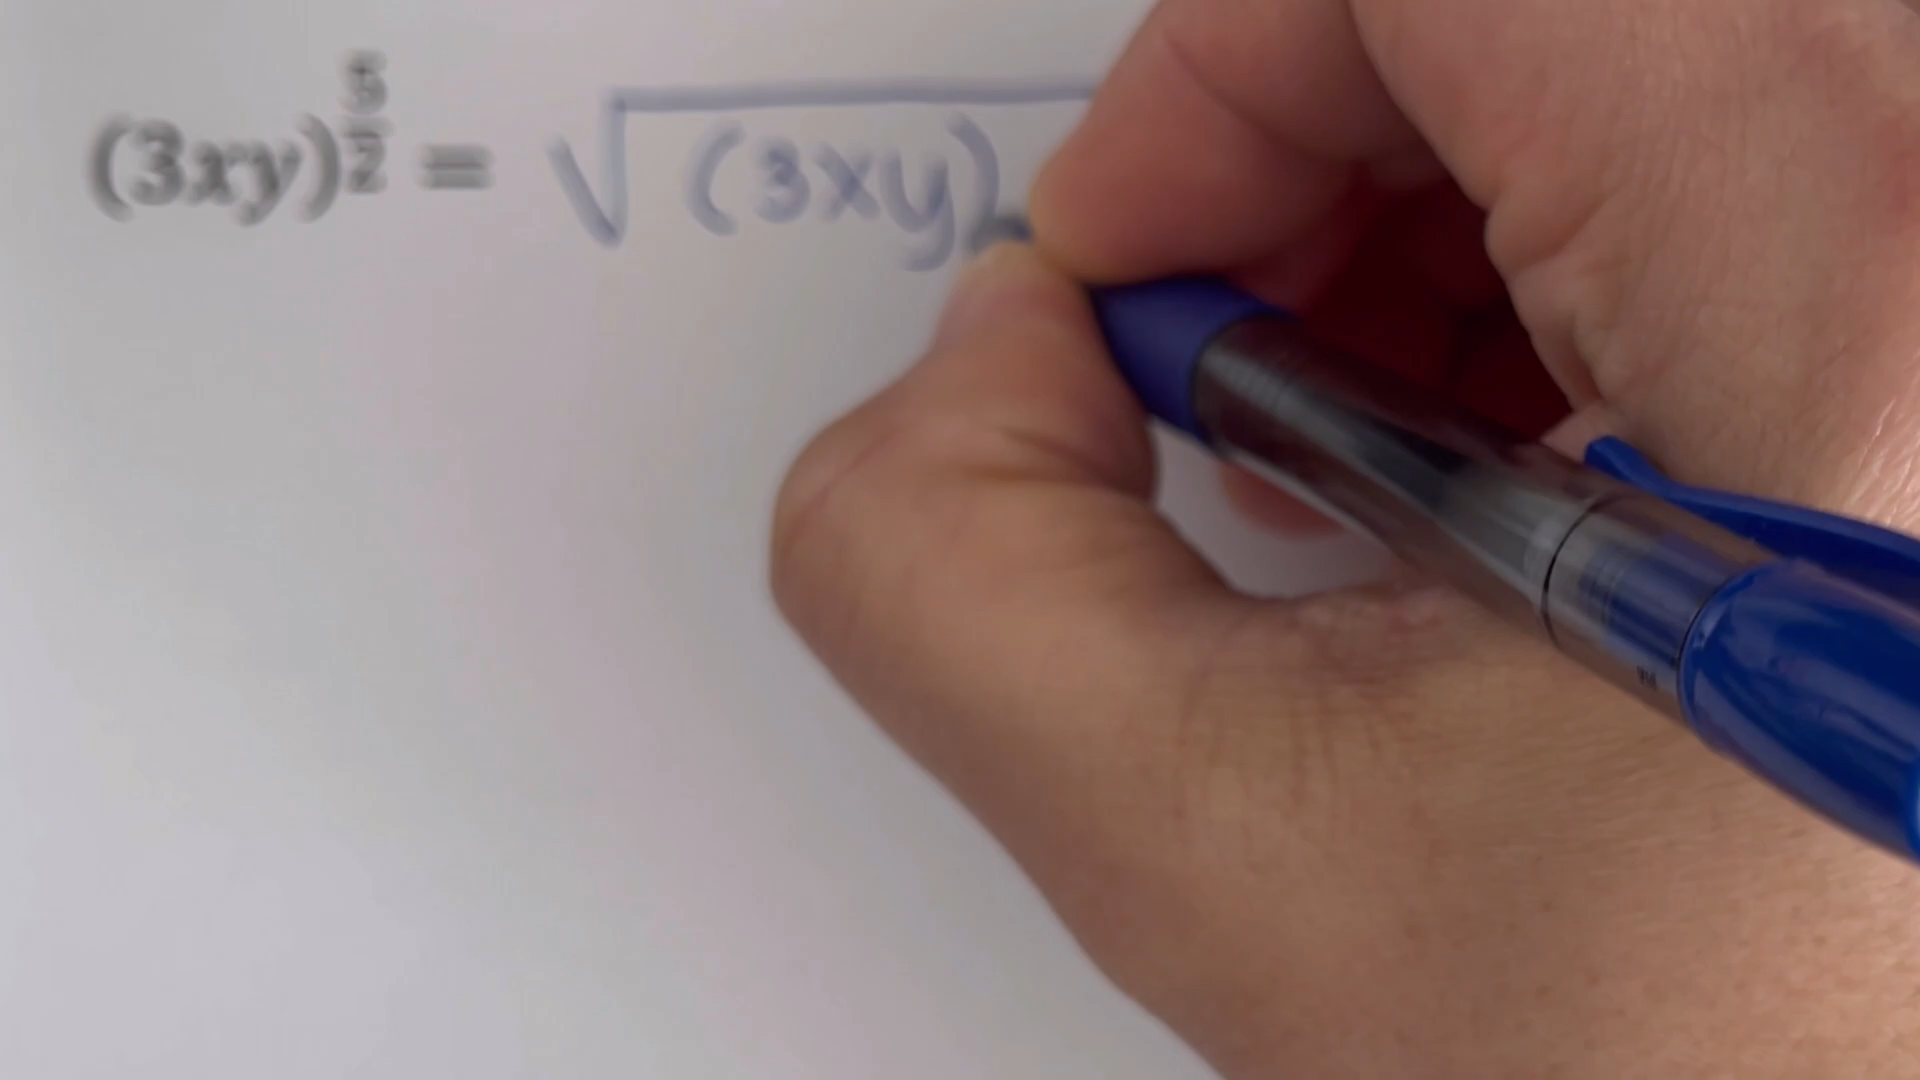 (3xy)^{5/2} = √(3xy)